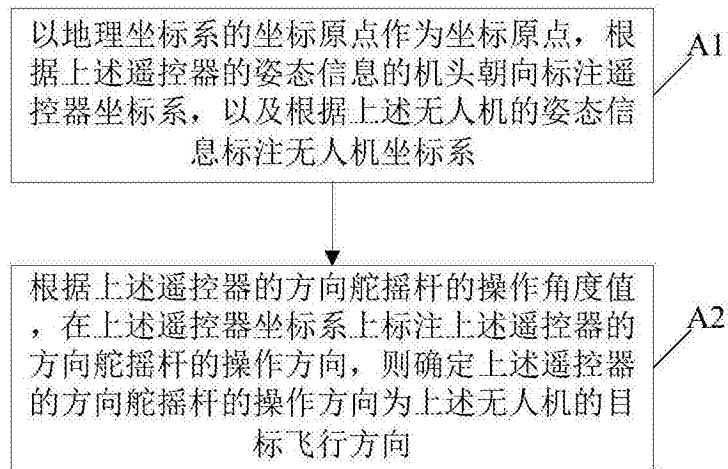 以地理坐标系的坐标原点作为坐标原点，根
据上述遥控器的姿态信息的机头朝向标注遥
控器坐标系，以及根据上述无人机的姿态信
息标注无人机坐标系
A1
根据上述遥控器的方向舵摇杆的操作角度值
，在上述遥控器坐标系上标注上述遥控器的
方向舵摇杆的操作方向，则确定上述遥控器
的方向舵摇杆的操作方向为上述无人机的目
标飞行方向
A2